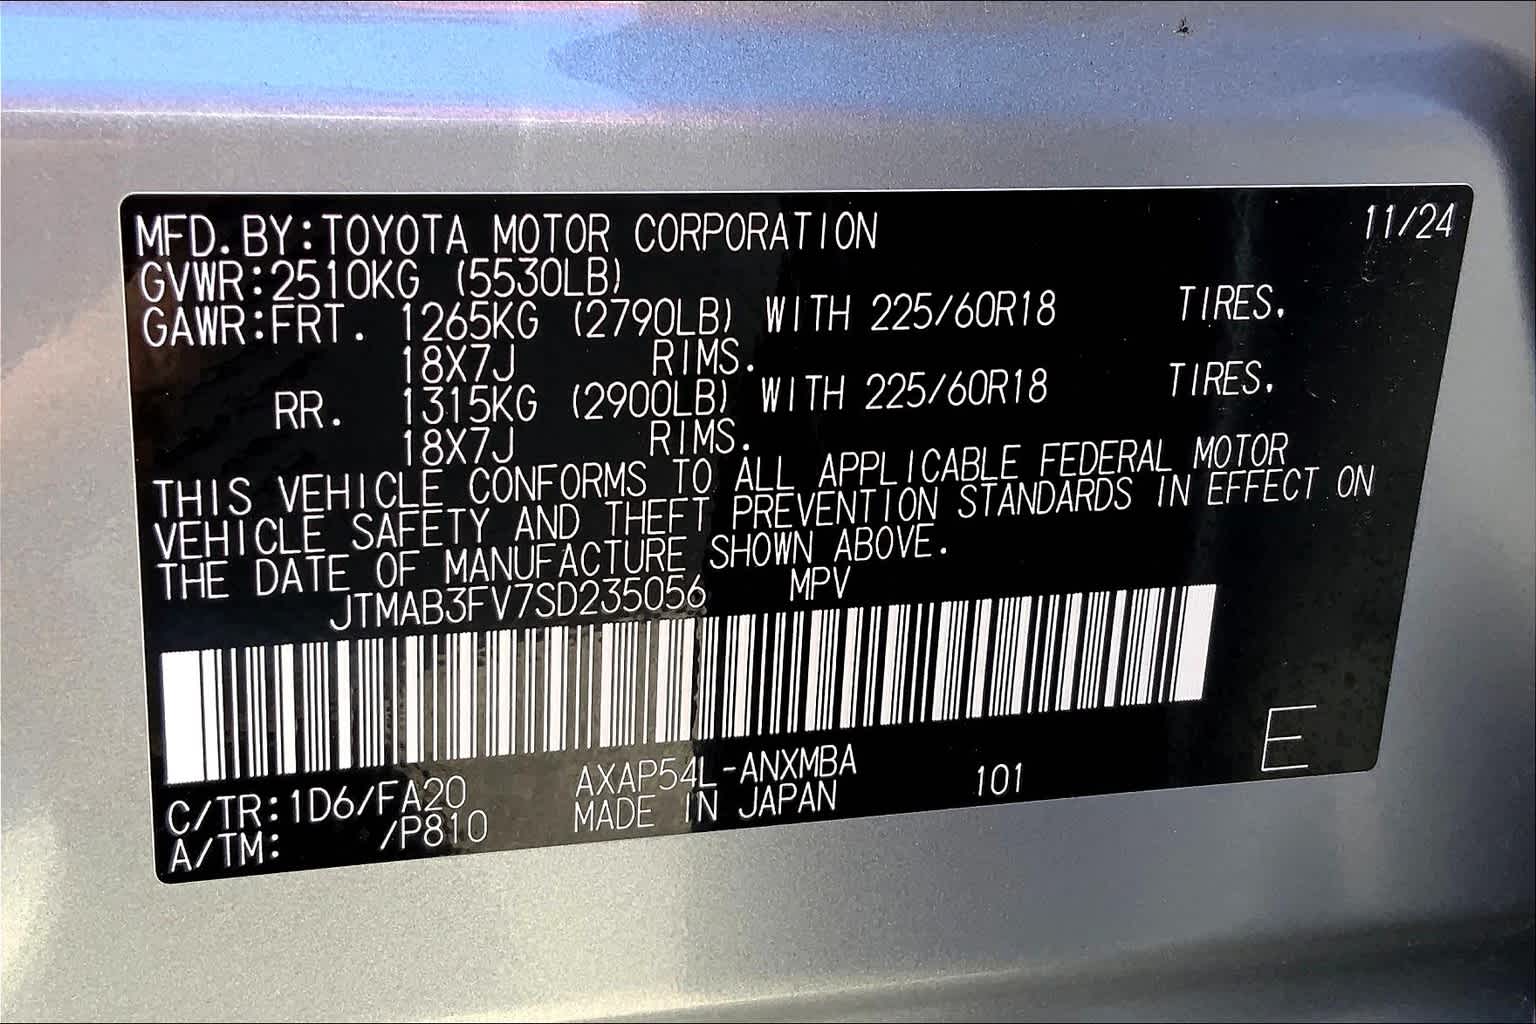 MFD.BY:TOYOTA MOTOR CORPORATION 11/24
GVWR:2510KG (5530LB)
GAWR:FRT. 1265KG (2790LB) WITH 225/60R18 TIRES.
18X7J RIMS.
RR. 1315KG (2900LB) WITH 225/60R18 TIRES.
18X7J RIMS.
THIS VEHICLE CONFORMS TO ALL APPLICABLE FEDERAL MOTOR
VEHICLE SAFETY AND THEFT PREVENTION STANDARDS IN EFFECT ON
THE DATE OF MANUFACTURE SHOWN ABOVE.
JTMAB3FV7SD235056 MPV
C/TR:1D6/FA20 AXAP54L-ANXMBA 101 E
A/TM: /P810 MADE IN JAPAN